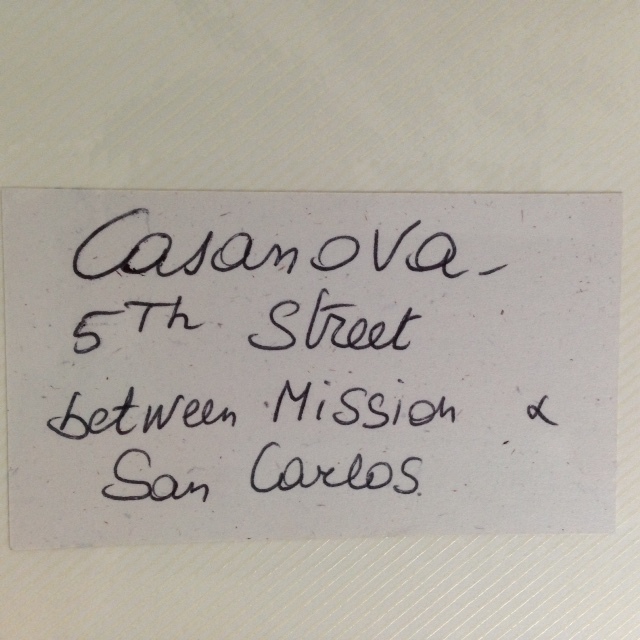 Casanova -
5Th Street
between Mission &
San Carlos.